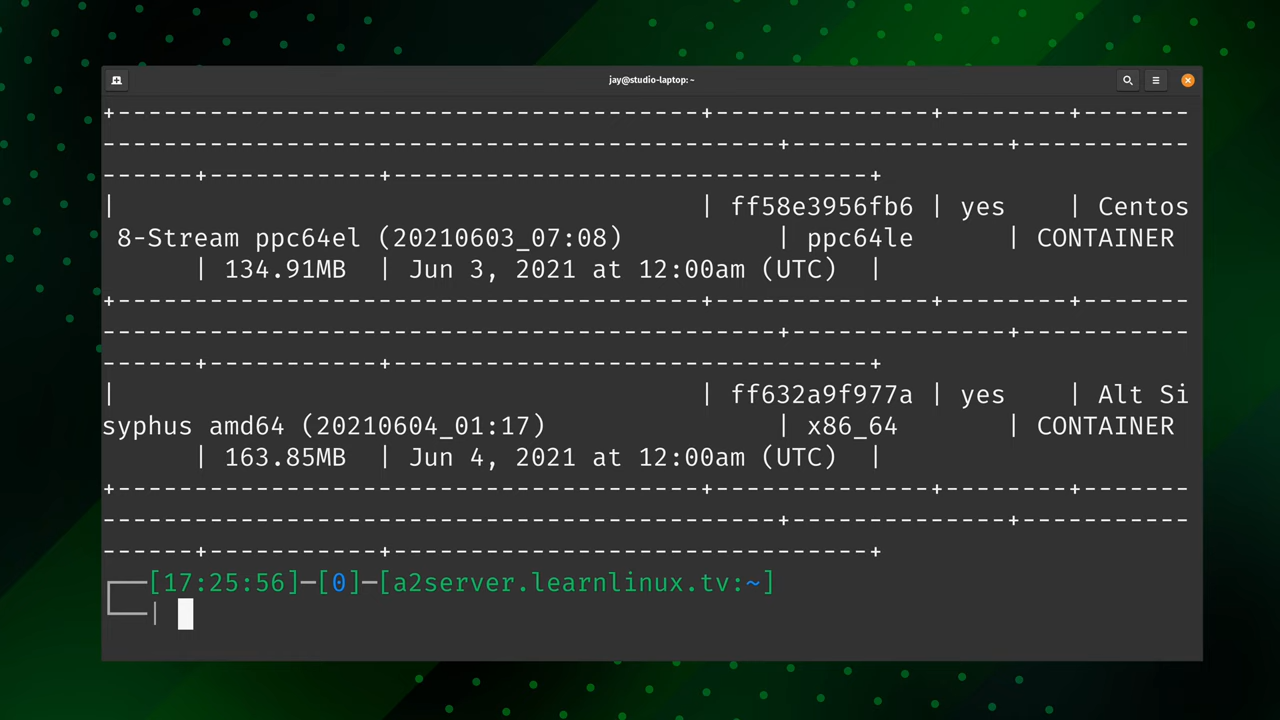 jay@studio-laptop: ~
+---------------------------------------+--------------+--------+-------
--------------------------------------------+--------------+-----------
------+-----------+-------------------------------+
|                                       | ff58e3956fb6 | yes    | Centos
 8-Stream ppc64el (20210603_07:08)          | ppc64le      | CONTAINER
      | 134.91MB  | Jun 3, 2021 at 12:00am (UTC)  |
+---------------------------------------+--------------+--------+-------
--------------------------------------------+--------------+-----------
------+-----------+-------------------------------+
|                                       | ff632a9f977a | yes    | Alt Si
syphus amd64 (20210604_01:17)               | x86_64       | CONTAINER
      | 163.85MB  | Jun 4, 2021 at 12:00am (UTC)  |
+---------------------------------------+--------------+--------+-------
--------------------------------------------+--------------+-----------
------+-----------+-------------------------------+
┌──[17:25:56]─[0]─[a2server.learnlinux.tv:~]
└──|